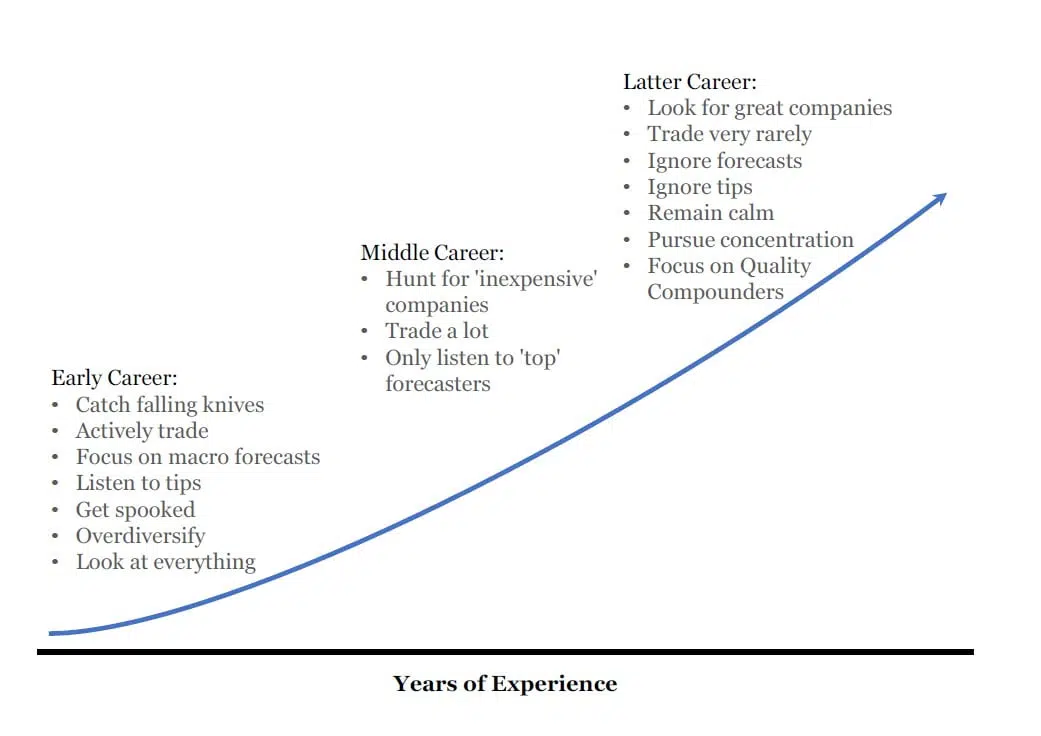 Latter Career:
• Look for great companies
• Trade very rarely
• Ignore forecasts
• Ignore tips
• Remain calm
• Pursue concentration
• Focus on Quality
Compounders
Middle Career:
• Hunt for 'inexpensive'
companies
• Trade a lot
• Only listen to 'top'
forecasters
Early Career:
• Catch falling knives
• Actively trade
• Focus on macro forecasts
• Listen to tips
• Get spooked
• Overdiversify
• Look at everything
Years of Experience